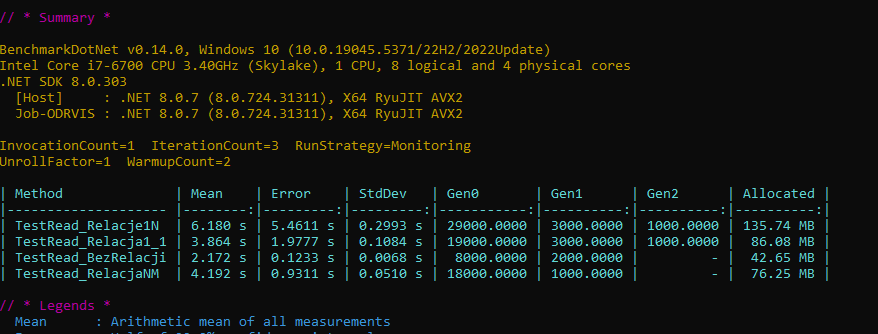 // * Summary *
BenchmarkDotNet v0.14.0, Windows 10 (10.0.19045.5371/22H2/2022Update)
Intel Core i7-6700 CPU 3.40GHz (Skylake), 1 CPU, 8 logical and 4 physical cores
.NET SDK 8.0.303
[Host] : .NET 8.0.7 (8.0.724.31311), X64 RyuJIT AVX2
Job-ODRVIS : .NET 8.0.7 (8.0.724.31311), X64 RyuJIT AVX2
InvocationCount=1 IterationCount=3 RunStrategy=Monitoring
UnrollFactor=1 WarmupCount=2
| Method | Mean | Error | StdDev | Gen0 | Gen1 | Gen2 | Allocated |
|-------------------- |--------:|---------:|---------:|-----------:|----------:|----------:|----------:|
| TestRead_Relacje1N | 6.180 s | 5.4611 s | 0.2993 s | 29000.0000 | 3000.0000 | 1000.0000 | 135.74 MB |
| TestRead_Relacja1_1 | 3.864 s | 1.9777 s | 0.1084 s | 19000.0000 | 3000.0000 | 1000.0000 | 86.08 MB |
| TestRead_BezRelacji | 2.172 s | 0.1233 s | 0.0068 s | 8000.0000 | 2000.0000 | - | 42.65 MB |
| TestRead_RelacjaNM | 4.192 s | 0.9311 s | 0.0510 s | 18000.0000 | 1000.0000 | - | 76.25 MB |
// * Legends *
Mean : Arithmetic mean of all measurements